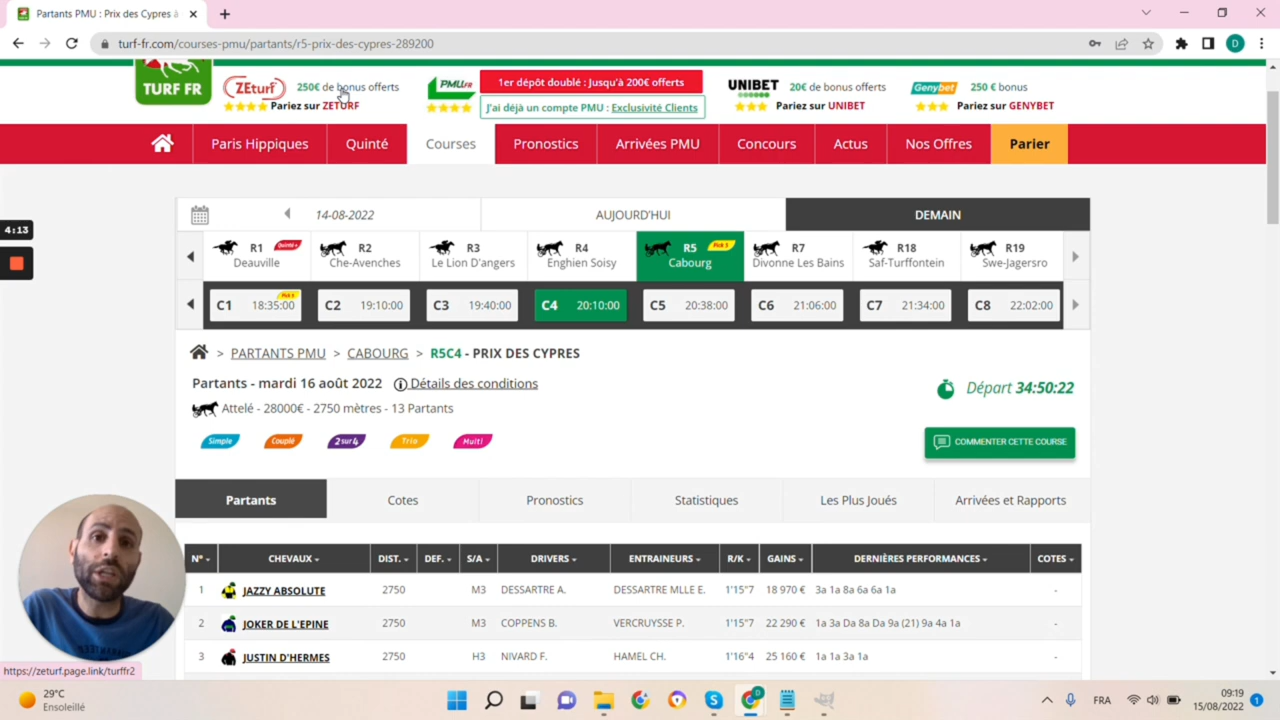 Partants PMU : Prix des Cypres à
turf-fr.com/courses-pmu/partants/r5-prix-des-cypres-289200
TURF FR
ZEturf 250€ de bonus offerts
Pariez sur ZETURF
PMU.FR 1er dépôt doublé : Jusqu'à 200€ offerts
J'ai déjà un compte PMU : Exclusivité Clients
UNIBET 20€ de bonus offerts
Pariez sur UNIBET
Genybet 250 € bonus
Pariez sur GENYBET
Paris Hippiques Quinté Courses Pronostics Arrivées PMU Concours Actus Nos Offres Parier
14-08-2022 AUJOURD'HUI DEMAIN
4:13
R1 Quinté+ R2 R3 R4 R5 Pick 5 R7 R18 R19
Deauville Che-Avenches Le Lion D'angers Enghien Soisy Cabourg Divonne Les Bains Saf-Turffontein Swe-Jagersro
Pick 5
C1 18:35:00 C2 19:10:00 C3 19:40:00 C4 20:10:00 C5 20:38:00 C6 21:06:00 C7 21:34:00 C8 22:02:00
> PARTANTS PMU > CABOURG > R5C4 - PRIX DES CYPRES
Partants - mardi 16 août 2022 Détails des conditions
Départ 34:50:22
Attelé - 28000€ - 2750 mètres - 13 Partants
Simple Couplé 2sur4 Trio Multi
COMMENTER CETTE COURSE
Partants Cotes Pronostics Statistiques Les Plus Joués Arrivées et Rapports
N° CHEVAUX DIST. DEF. S/A DRIVERS ENTRAINEURS R/K GAINS DERNIÈRES PERFORMANCES COTES
1 JAZZY ABSOLUTE 2750 M3 DESSARTRE A. DESSARTRE MLLE E. 1'15"7 18 970 € 3a 1a 8a 6a 6a 1a -
2 JOKER DE L'EPINE 2750 M3 COPPENS B. VERCRUYSSE P. 1'15"7 22 290 € 1a 3a Da 8a Da 9a (21) 9a 4a 1a -
3 JUSTIN D'HERMES 2750 H3 NIVARD F. HAMEL CH. 1'16"4 25 160 € 1a 1a 3a 1a -
https://zeturf.page.link/turffr2
29°C
Ensoleillé
FRA
09:19
15/08/2022